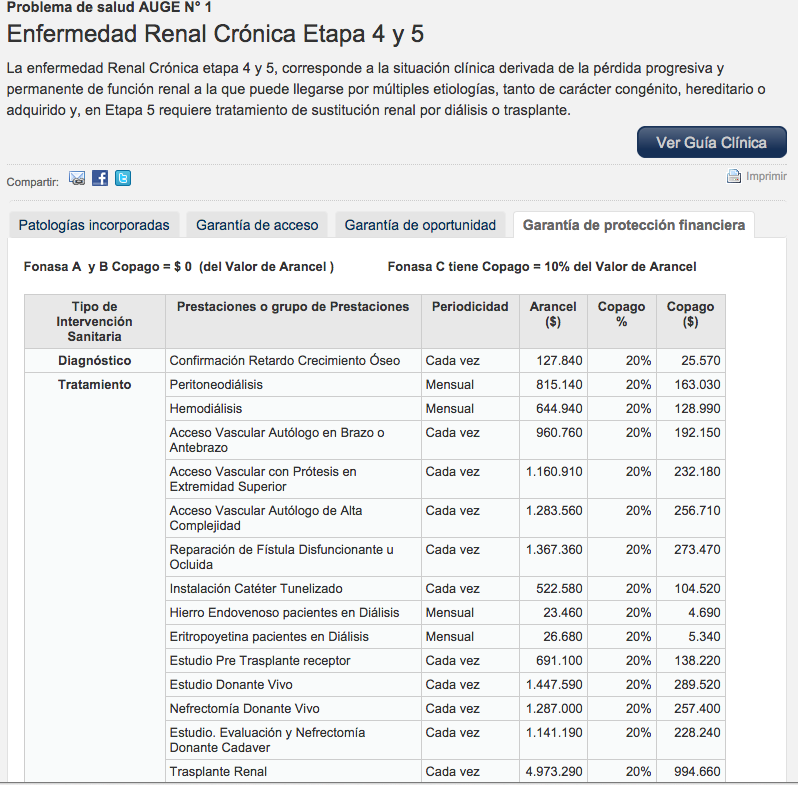 Problema de salud AUGE N° 1
Enfermedad Renal Crónica Etapa 4 y 5
La enfermedad Renal Crónica etapa 4 y 5, corresponde a la situación clínica derivada de la pérdida progresiva y
permanente de función renal a la que puede llegarse por múltiples etiologías, tanto de carácter congénito, hereditario o
adquirido y, en Etapa 5 requiere tratamiento de sustitución renal por diálisis o trasplante.
Ver Guía Clínica
Compartir:
Imprimir
Patologías incorporadas Garantía de acceso Garantía de oportunidad Garantía de protección financiera
Fonasa A y B Copago = $ 0 (del Valor de Arancel ) Fonasa C tiene Copago = 10% del Valor de Arancel
Tipo de Intervención Sanitaria Prestaciones o grupo de Prestaciones Periodicidad Arancel ($) Copago % Copago ($)
Diagnóstico Confirmación Retardo Crecimiento Óseo Cada vez 127.840 20% 25.570
Tratamiento Peritoneodiálisis Mensual 815.140 20% 163.030
Hemodiálisis Mensual 644.940 20% 128.990
Acceso Vascular Autólogo en Brazo o Antebrazo Cada vez 960.760 20% 192.150
Acceso Vascular con Prótesis en Extremidad Superior Cada vez 1.160.910 20% 232.180
Acceso Vascular Autólogo de Alta Complejidad Cada vez 1.283.560 20% 256.710
Reparación de Fístula Disfuncionante u Ocluida Cada vez 1.367.360 20% 273.470
Instalación Catéter Tunelizado Cada vez 522.580 20% 104.520
Hierro Endovenoso pacientes en Diálisis Mensual 23.460 20% 4.690
Eritropoyetina pacientes en Diálisis Mensual 26.680 20% 5.340
Estudio Pre Trasplante receptor Cada vez 691.100 20% 138.220
Estudio Donante Vivo Cada vez 1.447.590 20% 289.520
Nefrectomía Donante Vivo Cada vez 1.287.000 20% 257.400
Estudio. Evaluación y Nefrectomía Donante Cadaver Cada vez 1.141.190 20% 228.240
Trasplante Renal Cada vez 4.973.290 20% 994.660